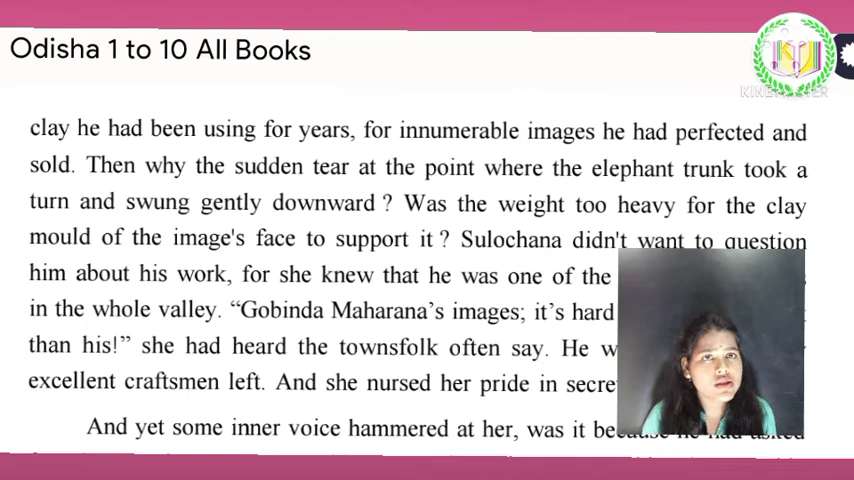 Odisha 1 to 10 All Books
KINEMASTER
clay he had been using for years, for innumerable images he had perfected and
sold. Then why the sudden tear at the point where the elephant trunk took a
turn and swung gently downward ? Was the weight too heavy for the clay
mould of the image's face to support it ? Sulochana didn't want to question
him about his work, for she knew that he was one of the
in the whole valley. “Gobinda Maharana’s images; it’s hard
than his!” she had heard the townsfolk often say. He
excellent craftsmen left. And she nursed her pride in
And yet some inner voice hammered at her, was it because he had asked